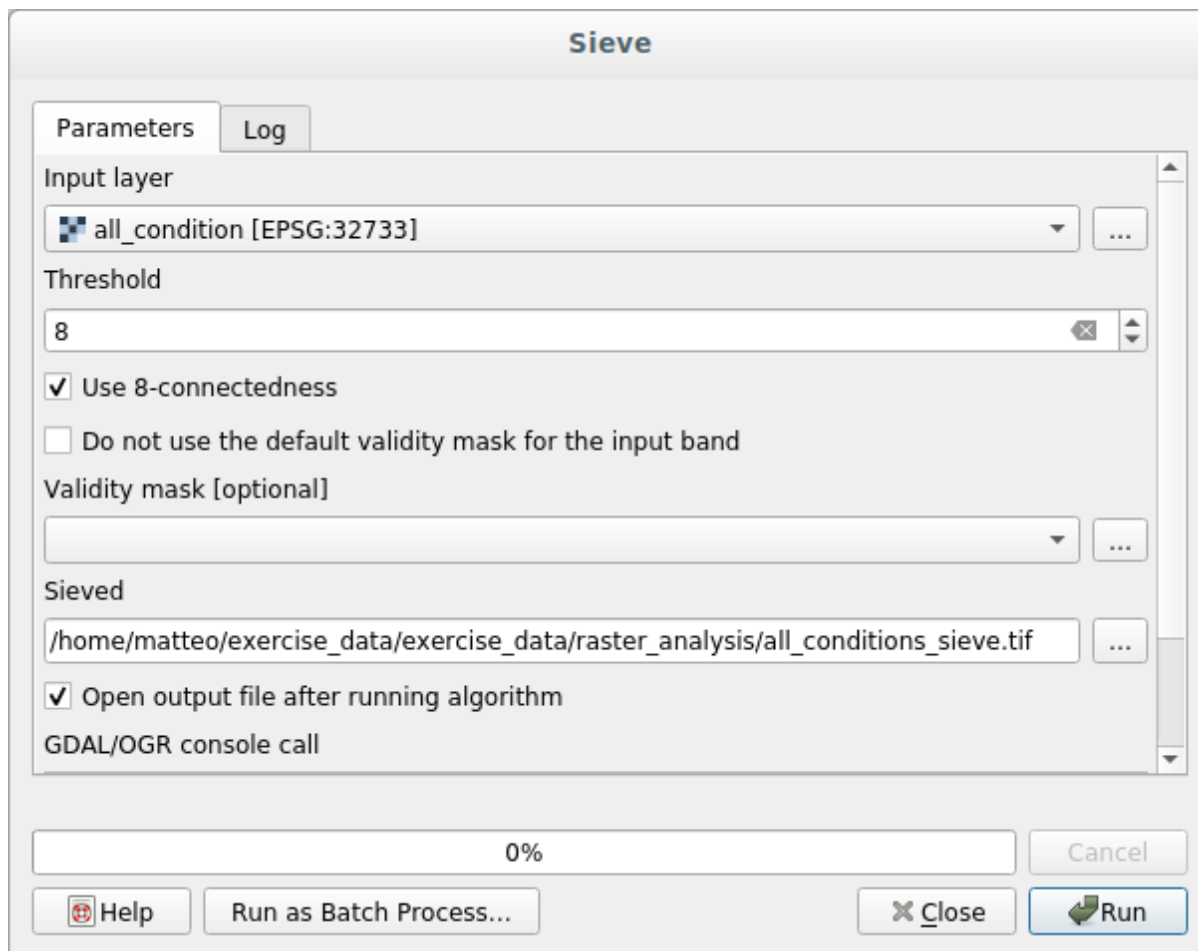 Sieve
Parameters
Log
Input layer
all_condition [EPSG:32733]
...
Threshold
8
Use 8-connectedness
Do not use the default validity mask for the input band
Validity mask [optional]
...
Sieved
/home/matteo/exercise_data/exercise_data/raster_analysis/all_conditions_sieve.tif
...
Open output file after running algorithm
GDAL/OGR console call
0%
Cancel
Help
Run as Batch Process...
Close
Run